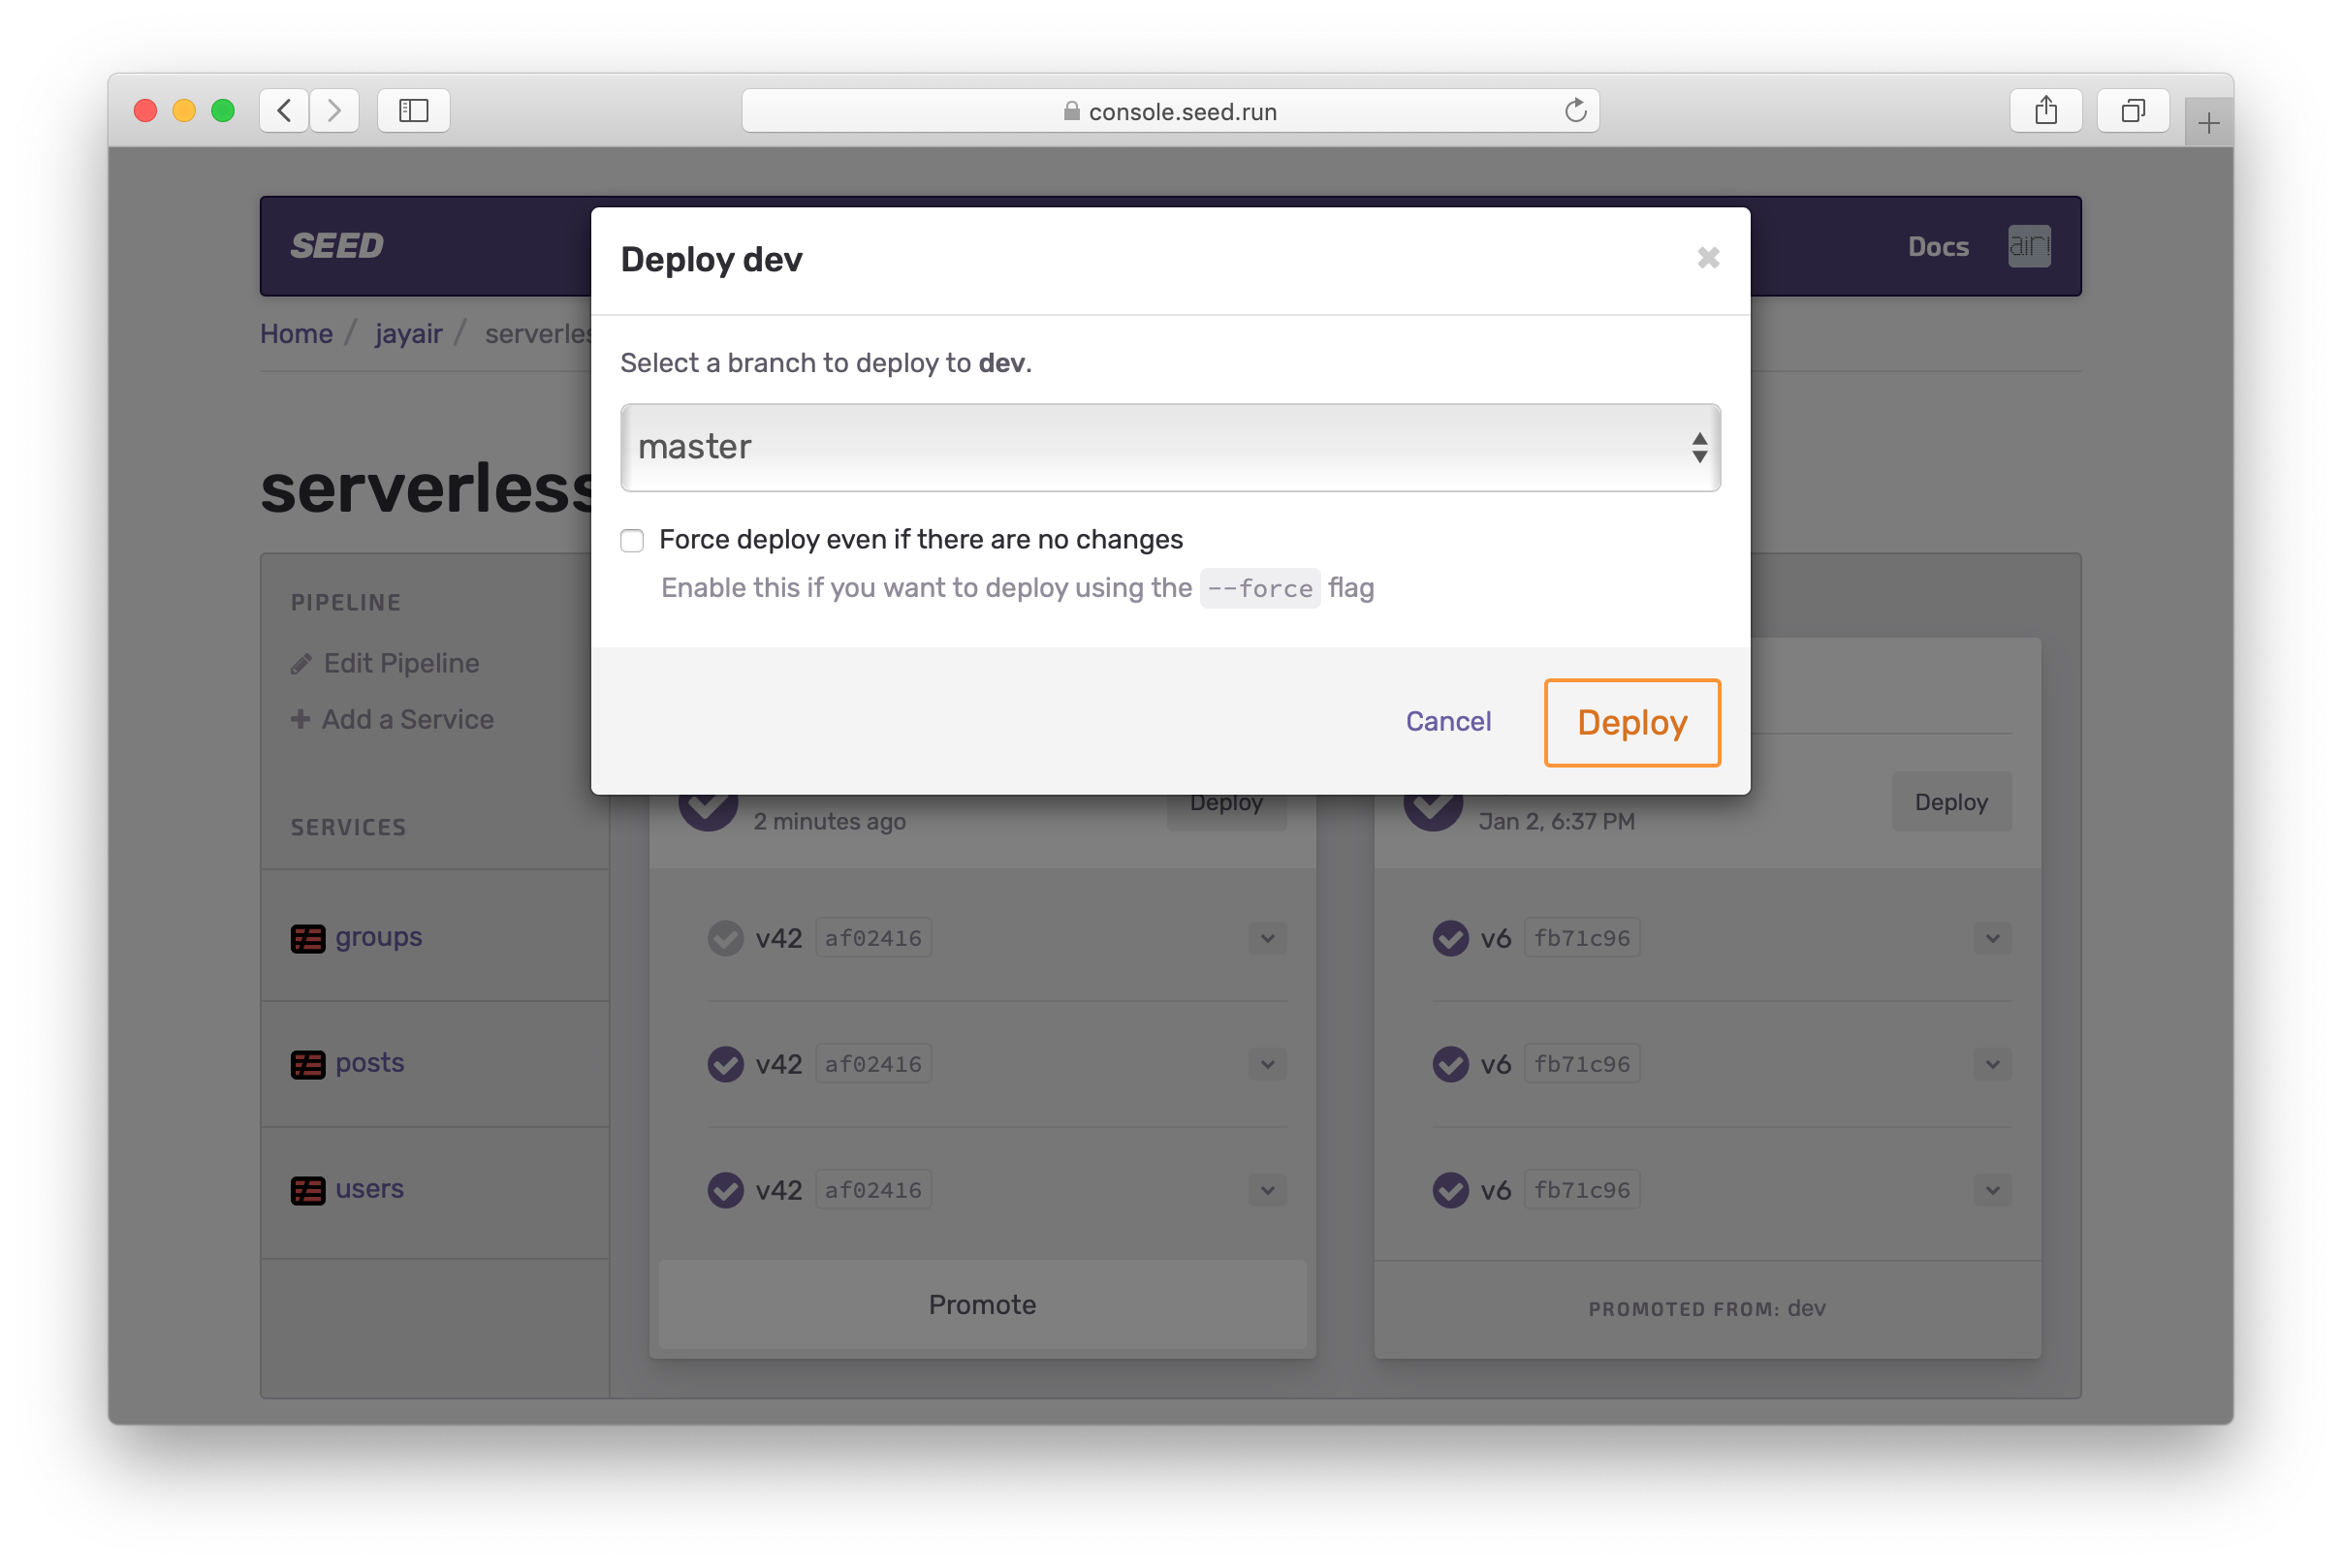 console.seed.run
SEED
Docs
Home / jayair /
Deploy dev
Select a branch to deploy to dev.
master
Force deploy even if there are no changes
Enable this if you want to deploy using the --force flag
Cancel
Deploy
serverless
PIPELINE
Edit Pipeline
Add a Service
SERVICES
groups
posts
users
2 minutes ago
Deploy
v42 af02416
v42 af02416
v42 af02416
Promote
Jan 2, 6:37 PM
Deploy
v6 fb71c96
v6 fb71c96
v6 fb71c96
PROMOTED FROM: dev